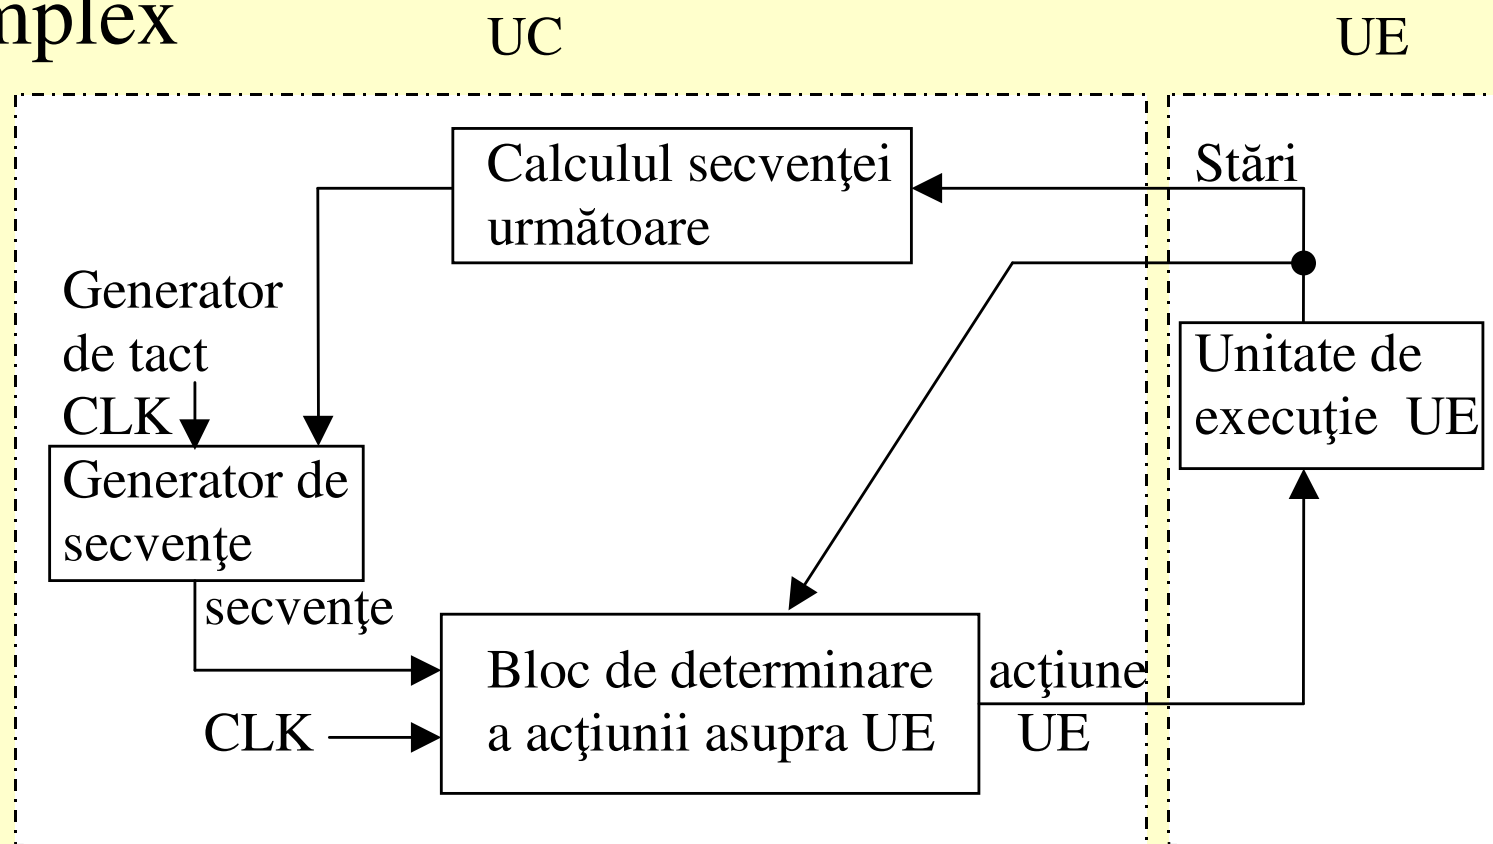 UC
UE
Calculul secvenţei
următoare
Stări
Generator
de tact
CLK
Unitate de
execuţie UE
Generator de
secvenţe
secvenţe
Bloc de determinare
a acţiunii asupra UE
acţiune
UE
CLK